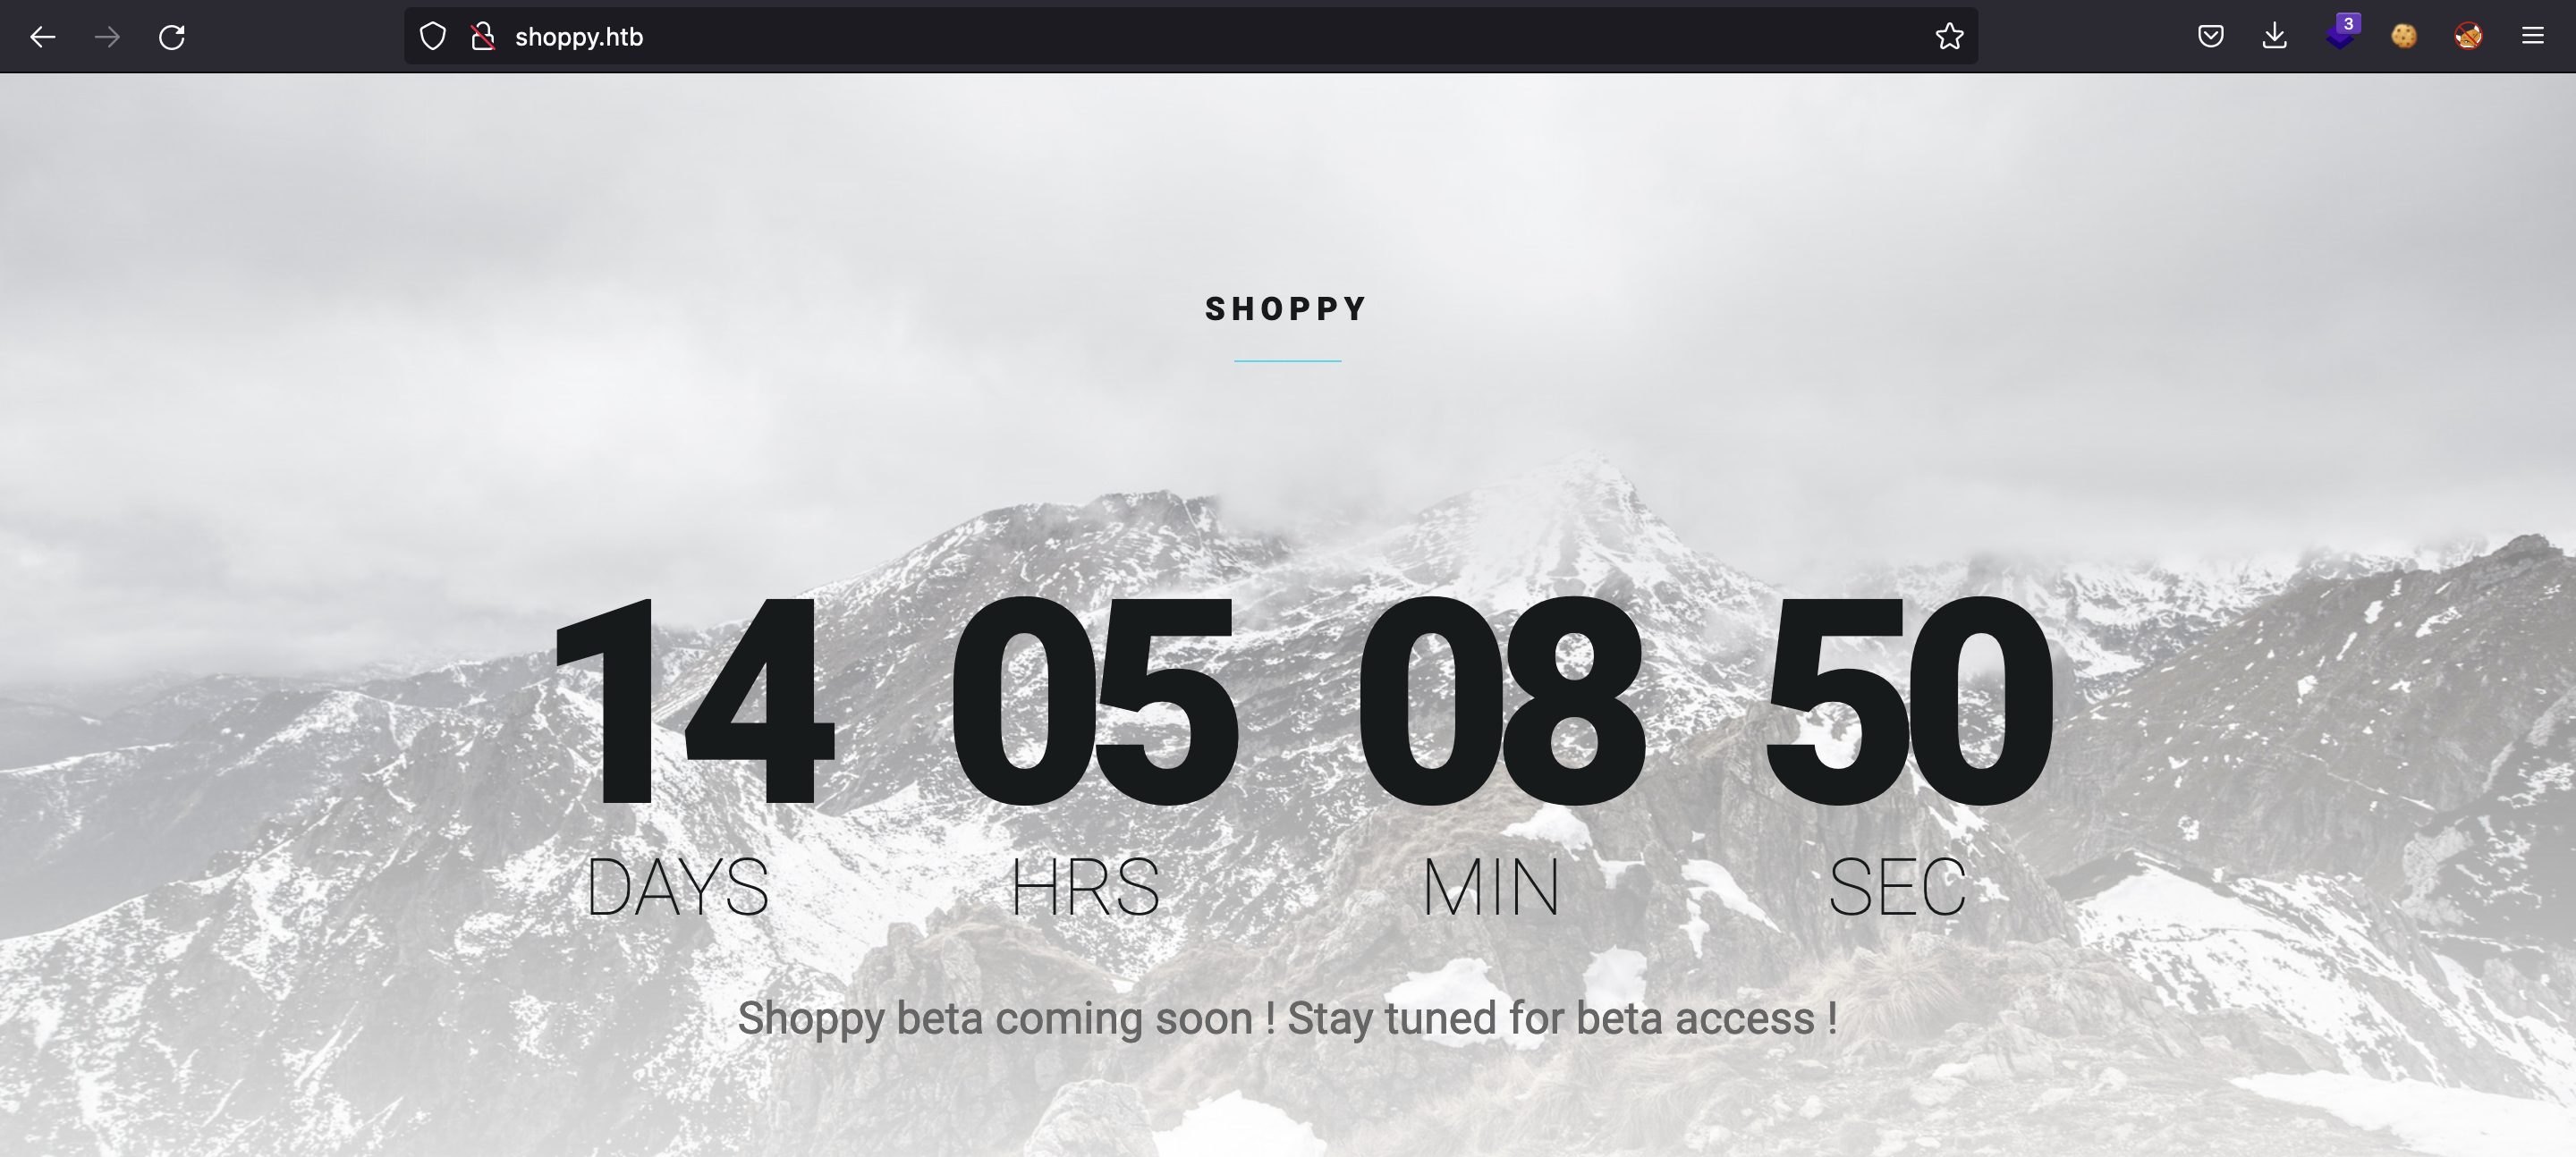 shoppy.htb
3
SHOPPY
14 05 08 50
DAYS HRS MIN SEC
Shoppy beta coming soon ! Stay tuned for beta access !